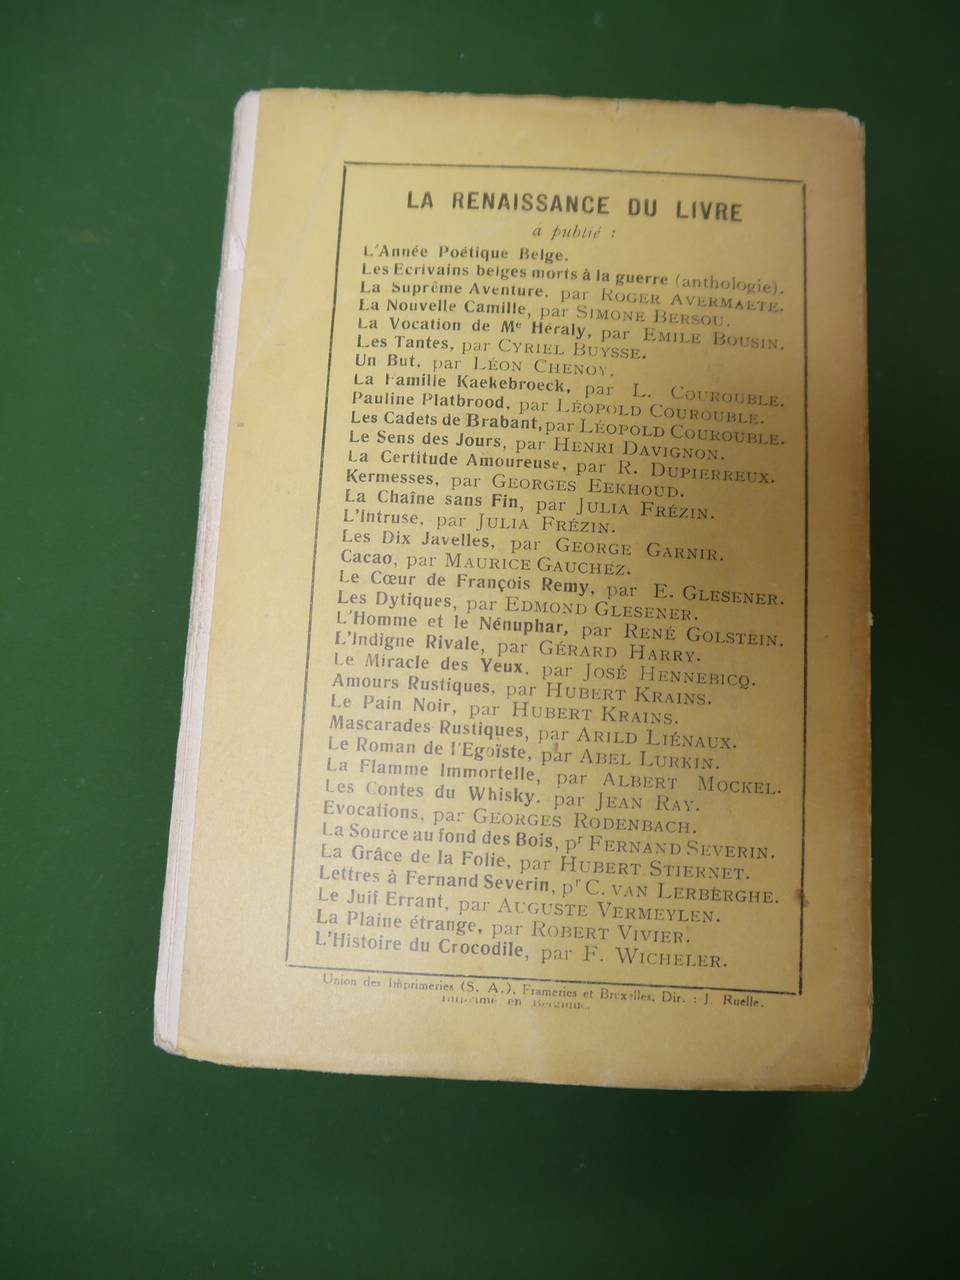 LA RENAISSANCE DU LIVRE
a publié :
L'Année Poétique Belge.
Les Ecrivains belges morts à la guerre (anthologie).
La Suprême Aventure, par ROGER AVERMAETE.
La Nouvelle Camille, par SIMONE BERSOU.
La Vocation de Me Héraly, par EMILE BOUSIN.
Les Tantes, par CYRIEL BUYSSE.
Un But, par LÉON CHENOY.
La Famille Kaekebroeck, par L. COUROUBLE.
Pauline Platbrood, par LÉOPOLD COUROUBLE.
Les Cadets de Brabant, par LÉOPOLD COUROUBLE.
Le Sens des Jours, par HENRI DAVIGNON.
La Certitude Amoureuse, par R. DUPIERREUX.
Kermesses, par GEORGES EEKHOUD.
La Chaîne sans Fin, par JULIA FRÉZIN.
L'Intruse, par JULIA FRÉZIN.
Les Dix Javelles, par GEORGE GARNIR.
Cacao, par MAURICE GAUCHEZ.
Le Cœur de François Remy, par E. GLESENER.
Les Dytiques, par EDMOND GLESENER.
L'Homme et le Nénuphar, par RENÉ GOLSTEIN.
L'Indigne Rivale, par GÉRARD HARRY.
Le Miracle des Yeux, par JOSÉ HENNEBICQ.
Amours Rustiques, par HUBERT KRAINS.
Le Pain Noir, par HUBERT KRAINS.
Mascarades Rustiques, par ARILD LIÉNAUX.
Le Roman de l'Egoïste, par ABEL LURKIN.
La Flamme Immortelle, par ALBERT MOCKEL.
Les Contes du Whisky, par JEAN RAY.
Evocations, par GEORGES RODENBACH.
La Source au fond des Bois, pr FERNAND SEVERIN.
La Grâce de la Folie, par HUBERT STIERNET.
Lettres à Fernand Severin, pr C. VAN LERBERGHE.
Le Juif Errant, par AUGUSTE VERMEYLEN.
La Plaine étrange, par ROBERT VIVIER.
L'Histoire du Crocodile, par F. WICHELER.
Union des Imprimeries (S. A.), Frameries et Bruxelles. Dir. : J. Ruelle.
Imprimé en Belgique.